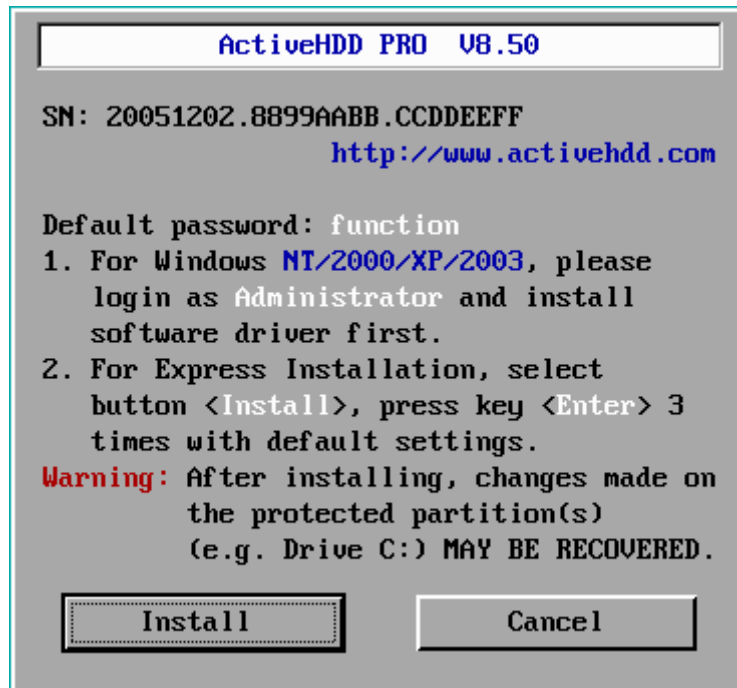 ActiveHDD PRO V8.50
SN: 20051202.8899AABB.CCDDEEFF
http://www.activehdd.com
Default password: function
1. For Windows NT/2000/XP/2003, please
login as Administrator and install
software driver first.
2. For Express Installation, select
button <Install>, press key <Enter> 3
times with default settings.
Warning: After installing, changes made on
the protected partition(s)
(e.g. Drive C:) MAY BE RECOVERED.
Install Cancel